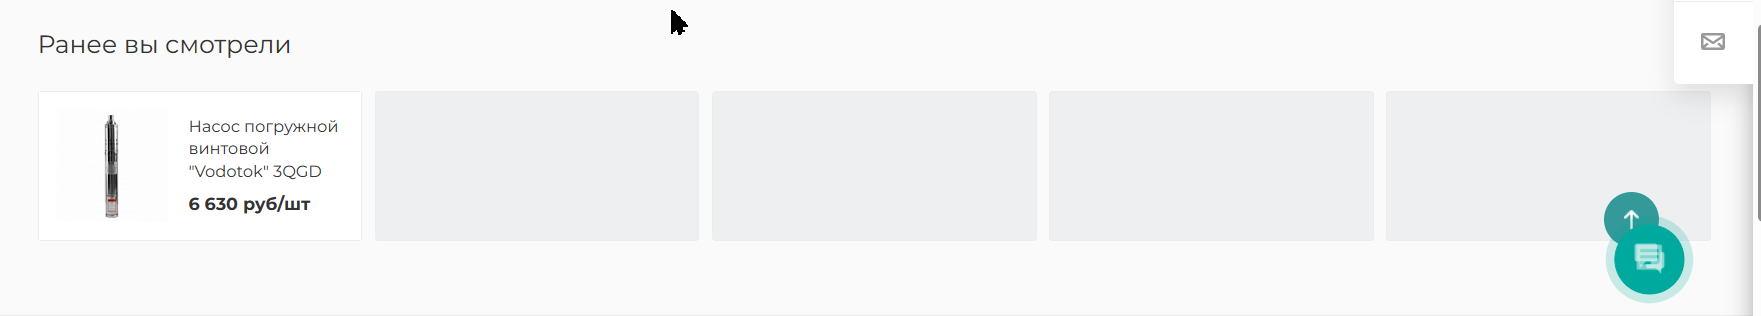 Ранее вы смотрели
Насос погружной
винтовой
"Vodotok" 3QGD
6 630 руб/шт